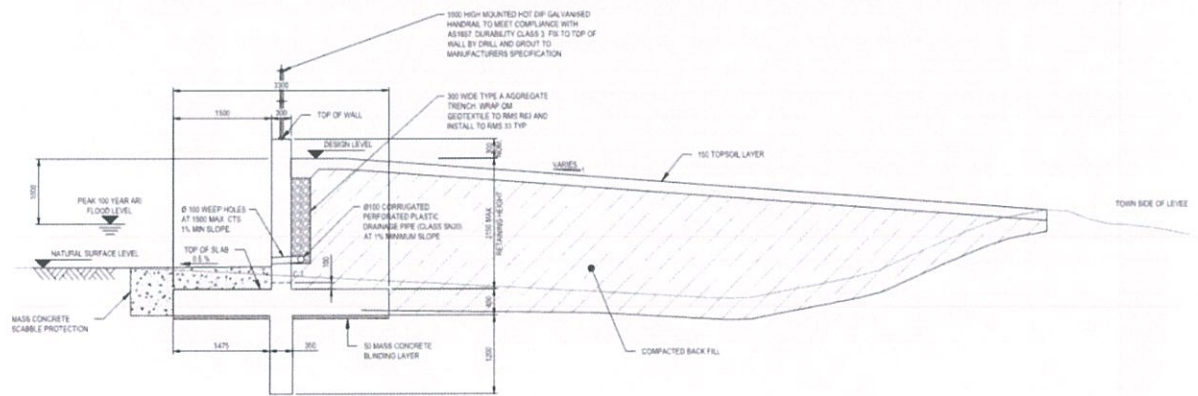 HIGH MOUNTED HOT DIP GALVANISED
HANDRAIL TO MEET COMPLIANCE WITH
AS1657. DURABILITY CLASS 3. FIX TO TOP OF
WALL BY DRILL AND GROUT TO
MANUFACTURERS SPECIFICATION
1500
300
TOP OF WALL
300 WIDE TYPE A AGGREGATE
TRENCH. WRAP
GEOTEXTILE TO RMS R63 AND
INSTALL TO RMS 33 TYP
DESIGN LEVEL
VARIES
150 TOPSOIL LAYER
PEAK 100 YEAR ARI
FLOOD LEVEL
Ø 100 WEEP HOLES
AT 1500 MAX. CTS
1% MIN SLOPE
Ø100 CORRUGATED
PERFORATED PLASTIC
DRAINAGE PIPE (CLASS SN20)
AT 1% MINIMUM SLOPE
2150 MAX
RETAINING HEIGHT
TOWN SIDE OF LEVEE
NATURAL SURFACE LEVEL
TOP OF SLAB
0.5 %
100
400
MASS CONCRETE
SCABBLE PROTECTION
50 MASS CONCRETE
BLINDING LAYER
COMPACTED BACK FILL
1475
350
1200